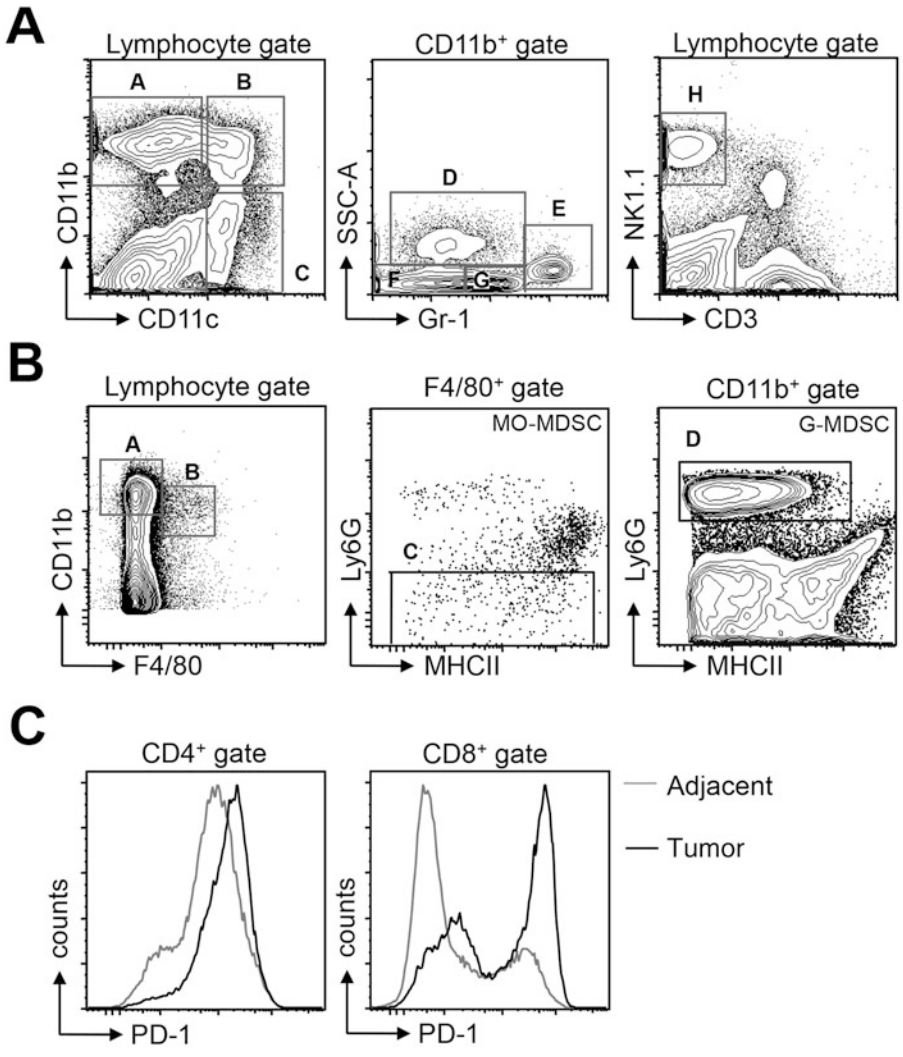 A
Lymphocyte gate
CD11b⁺ gate
Lymphocyte gate
A
B
C
CD11b
CD11c
D
E
F
G
SSC-A
Gr-1
H
NK1.1
CD3
B
Lymphocyte gate
F4/80⁺ gate
CD11b⁺ gate
A
B
CD11b
F4/80
MO-MDSC
C
Ly6G
MHCII
G-MDSC
D
Ly6G
MHCII
C
CD4⁺ gate
CD8⁺ gate
counts
PD-1
counts
PD-1
Adjacent
Tumor